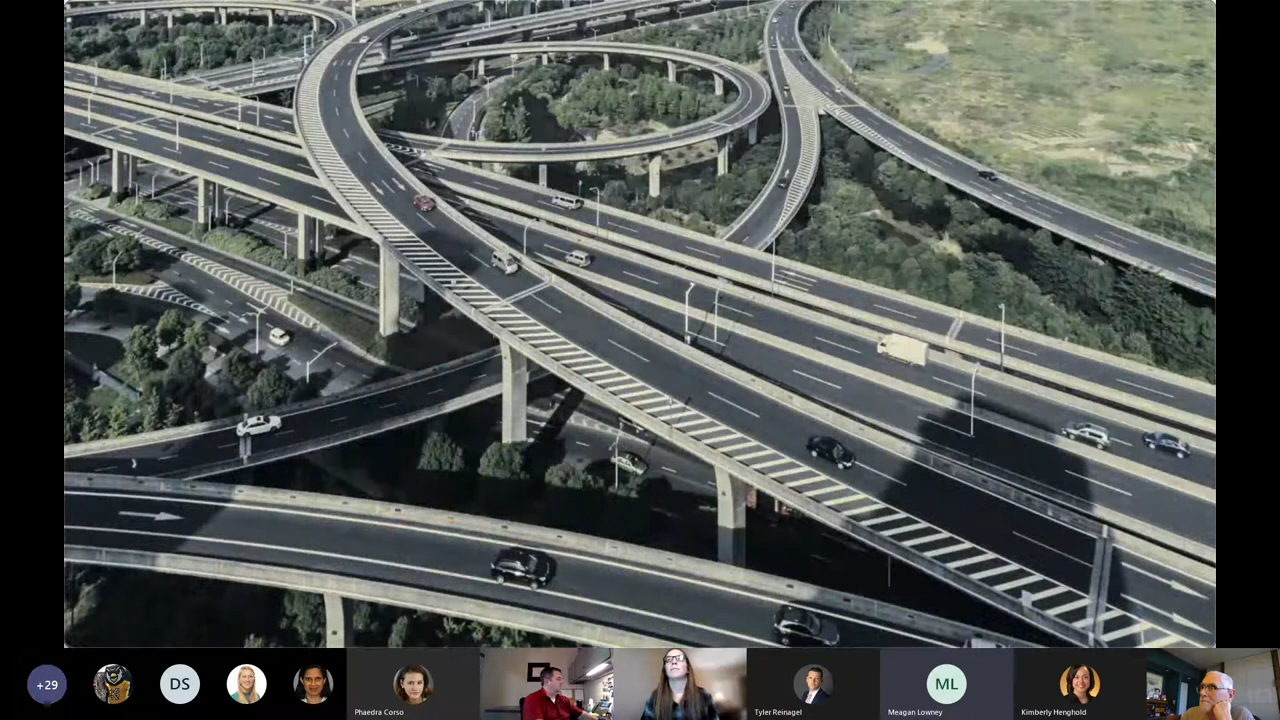 +29
DS
Phaedra Corso
Tyler Reinagel
ML
Meagan Lowney
Kimberly Henghold